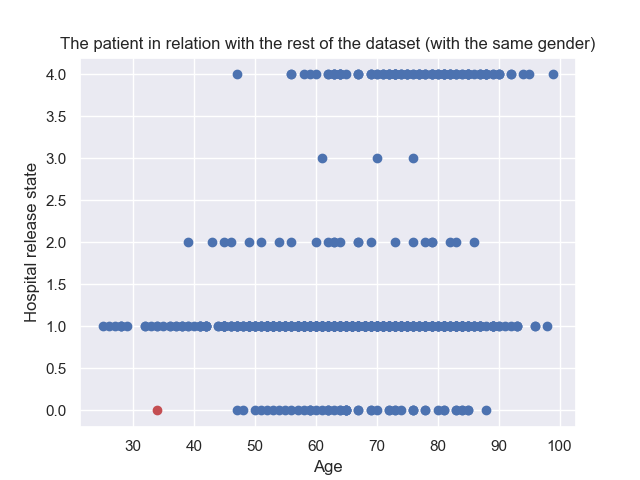 The patient in relation with the rest of the dataset (with the same gender)
4.0
3.5
3.0
2.5
2.0
1.5
1.0
0.5
0.0
Hospital release state
30 40 50 60 70 80 90 100
Age